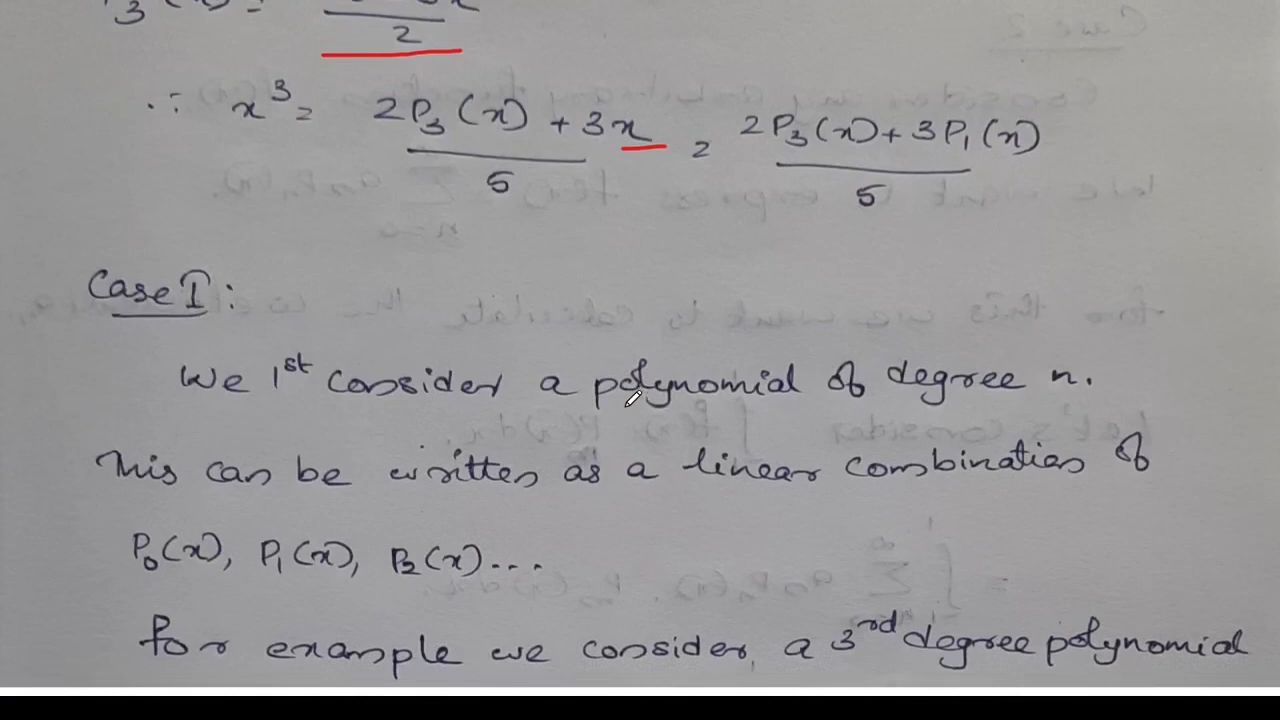 2
∴ x³ = 2P₃(x) + 3x / 5 = 2P₃(x) + 3P₁(x) / 5
Case I:
We 1st consider a polynomial of degree n.
This can be written as a linear combination of
P₀(x), P₁(x), P₂(x)...
for example we consider, a 3rd degree polynomial